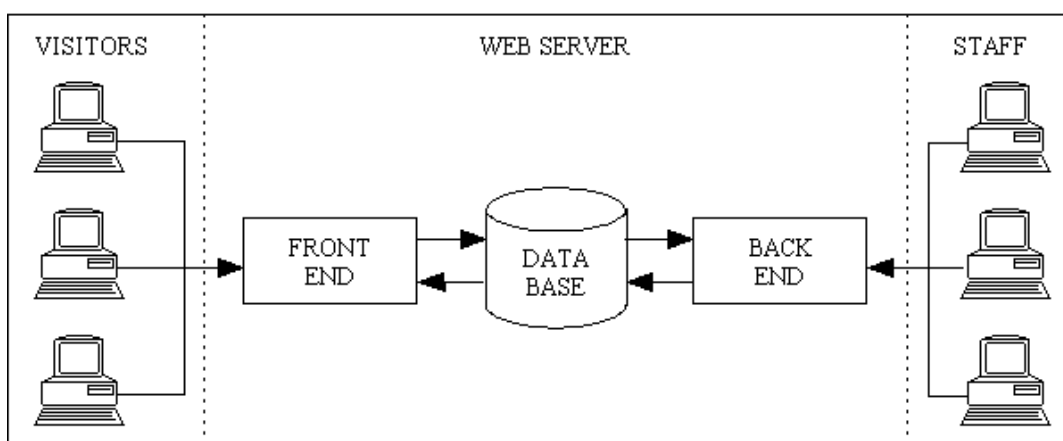 VISITORS
WEB SERVER
STAFF
FRONT
END
DATA
BASE
BACK
END